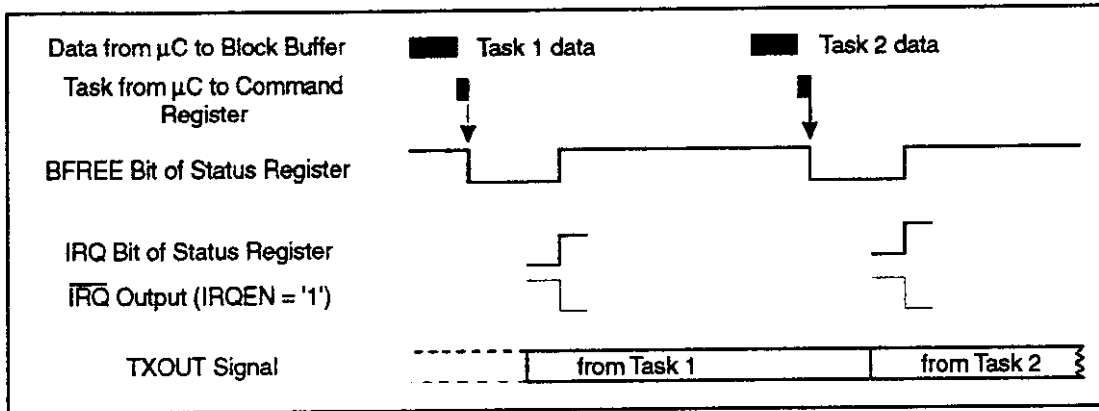 Data from µC to Block Buffer
Task 1 data
Task 2 data
Task from µC to Command
Register
BFREE Bit of Status Register
IRQ Bit of Status Register
IRQ Output (IRQEN = '1')
TXOUT Signal
from Task 1
from Task 2